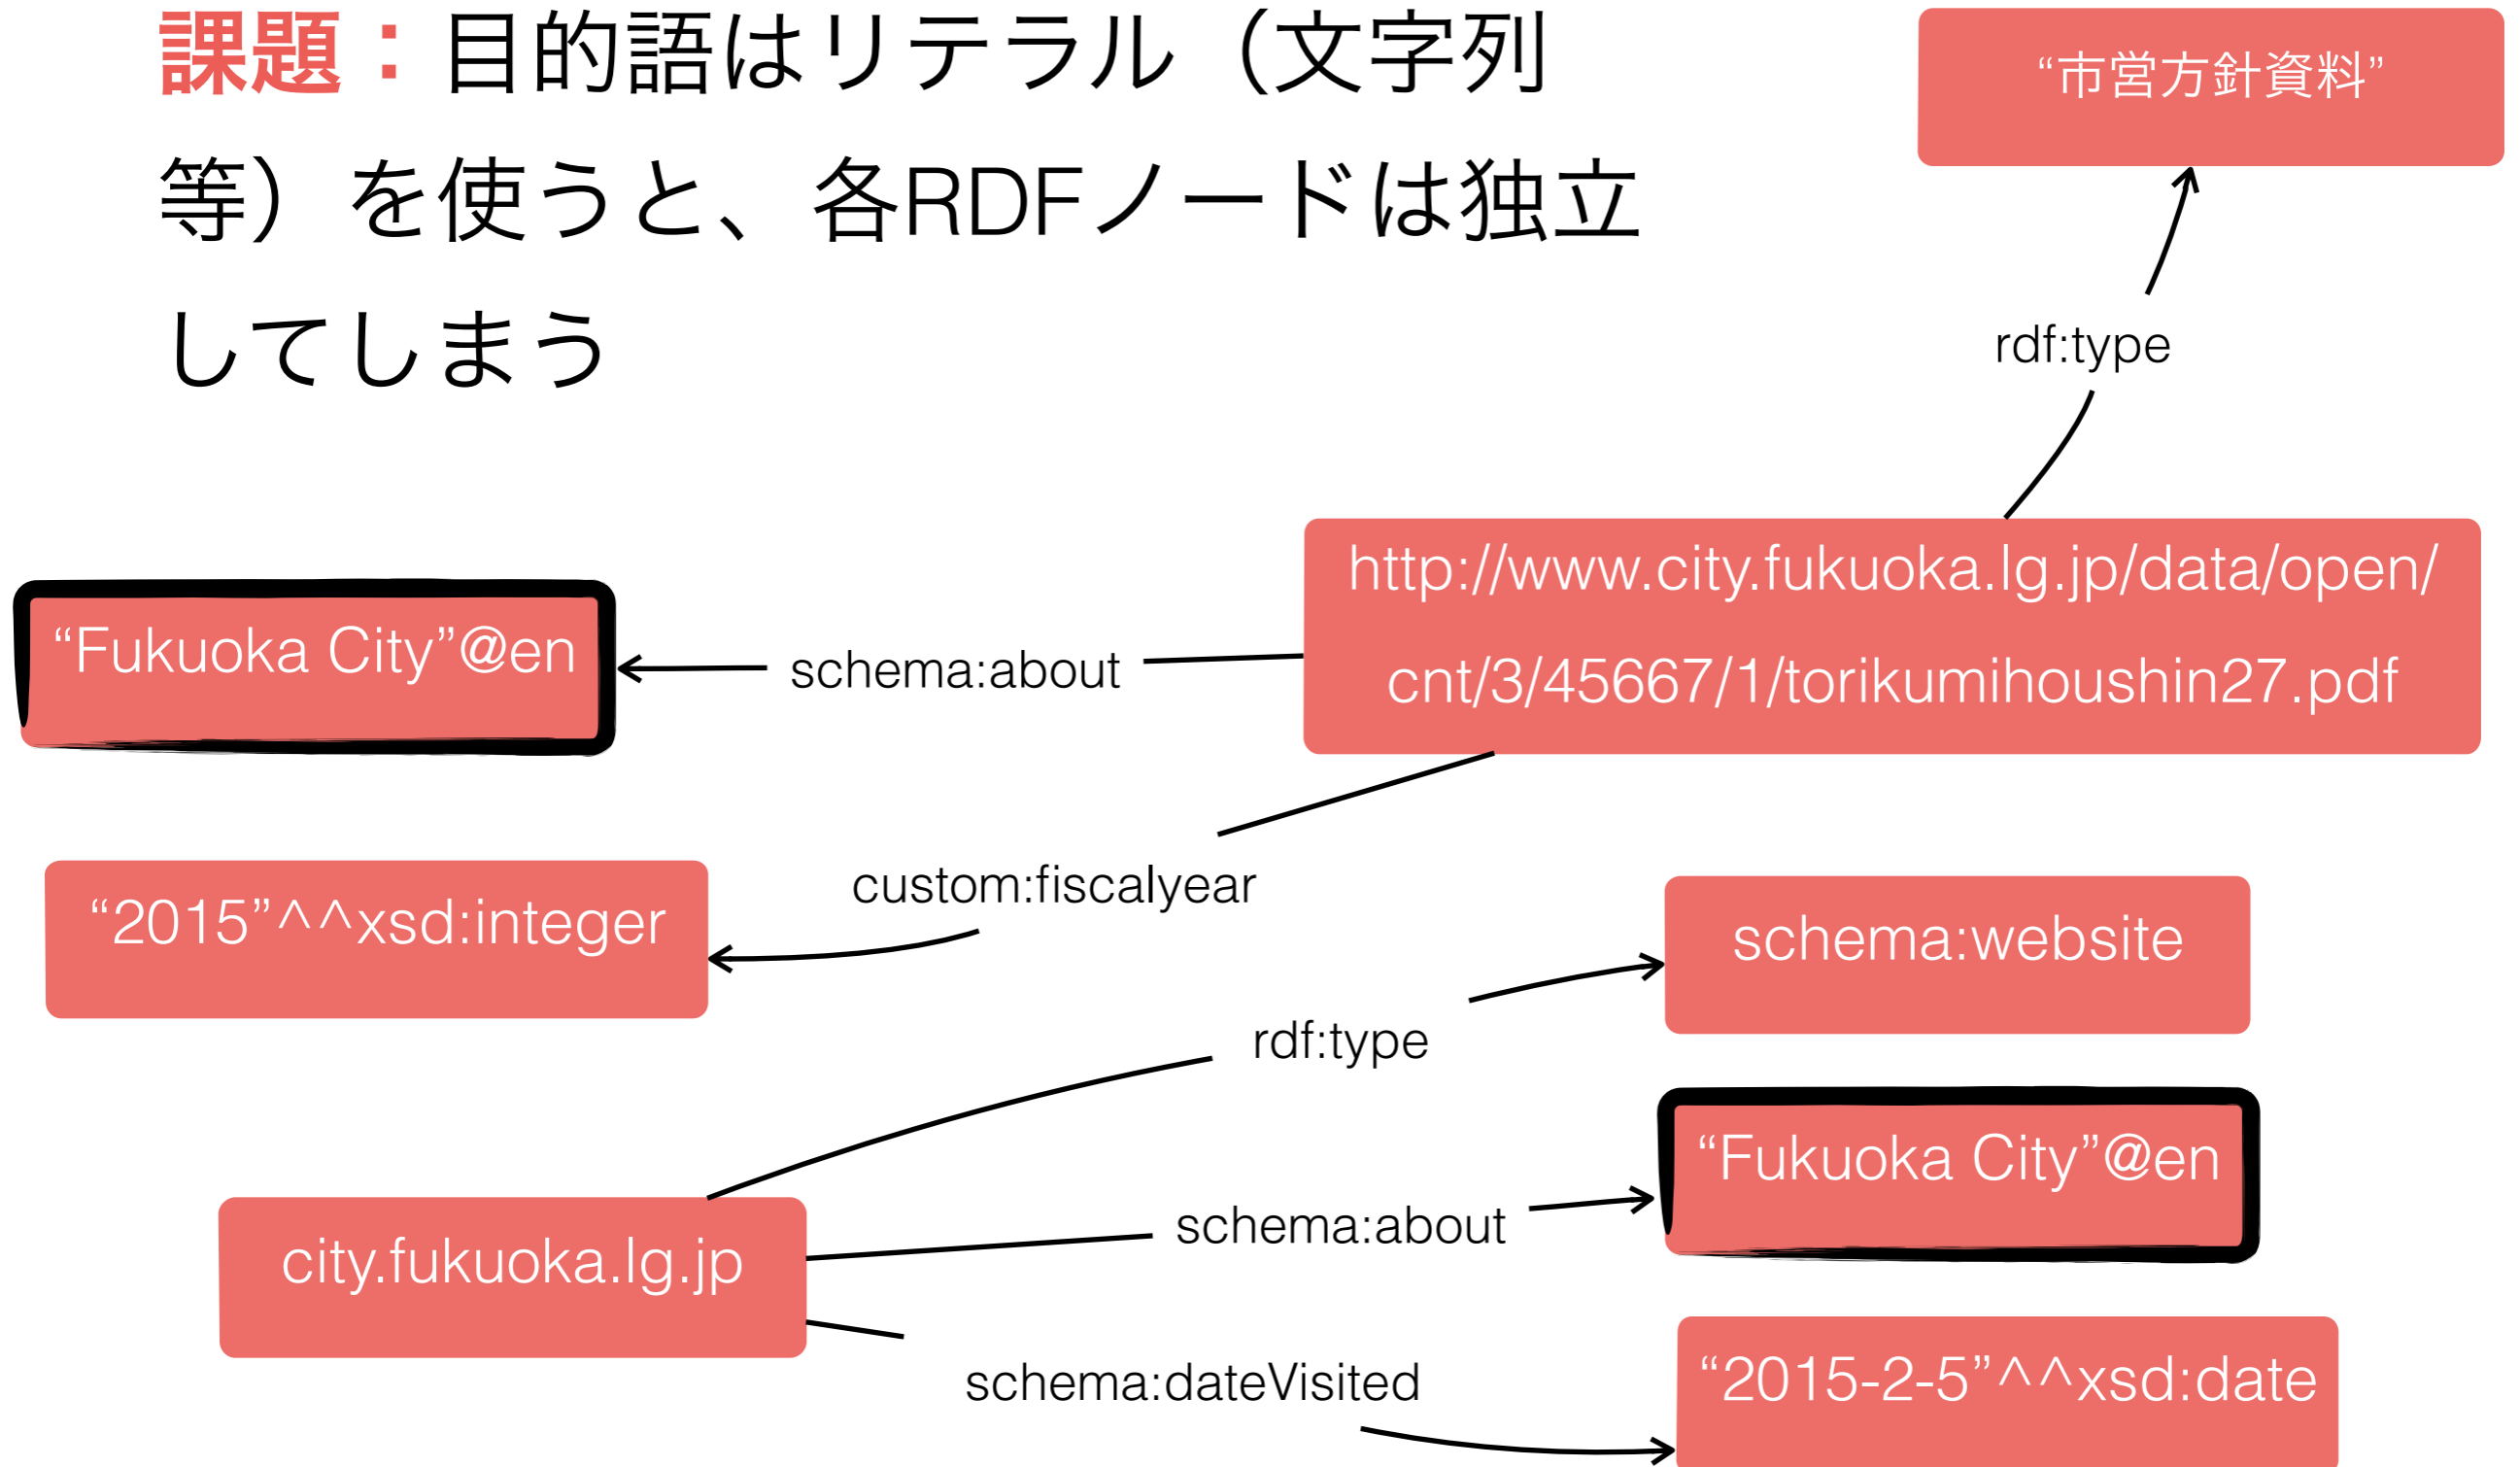 課題：目的語はリテラル（文字列
等）を使うと、各RDFノードは独立
してしまう
“市営方針資料”
rdf:type
http://www.city.fukuoka.lg.jp/data/open/
cnt/3/45667/1/torikumihoushin27.pdf
“Fukuoka City”@en
schema:about
custom:fiscalyear
“2015”^^xsd:integer
schema:website
rdf:type
“Fukuoka City”@en
schema:about
city.fukuoka.lg.jp
schema:dateVisited
“2015-2-5”^^xsd:date